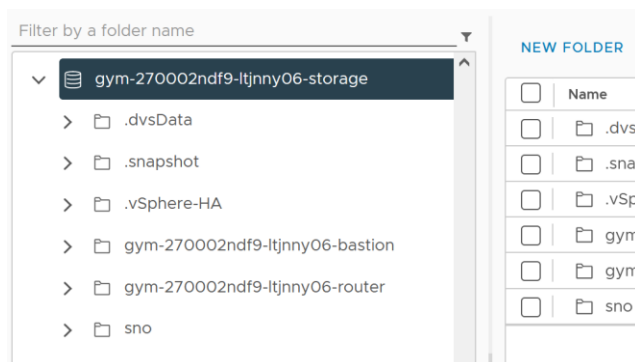 Filter by a folder name
gym-270002ndf9-ltjnny06-storage
.dvsData
.snapshot
.vSphere-HA
gym-270002ndf9-ltjnny06-bastion
gym-270002ndf9-ltjnny06-router
sno
NEW FOLDER
Name
.dvs
.sna
.vSp
gym
gym
sno